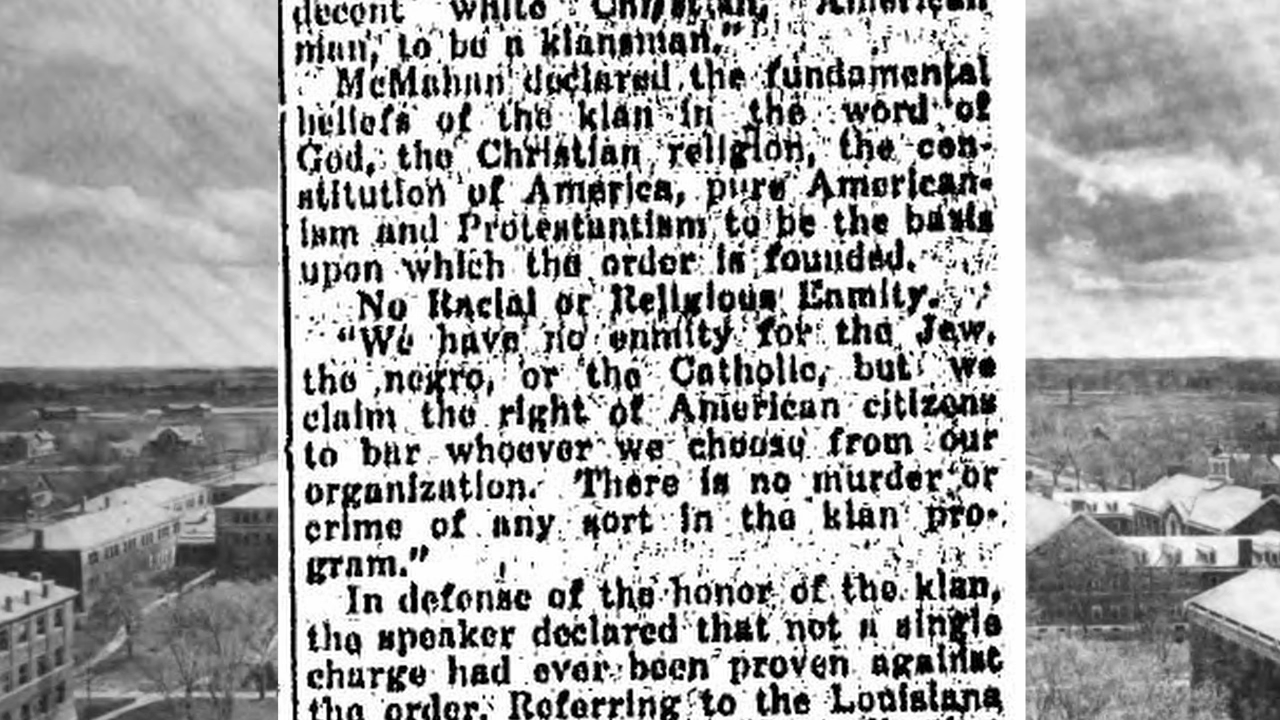 decent white Christian, American
man, to be a klansman."
McMahan declared the fundamental
beliefs of the klan in the word of
God, the Christian religion, the con-
stitution of America, pure American-
ism and Protestantism to be the basis
upon which the order is founded.
No Racial or Religious Enmity.
"We have no enmity for the Jew,
the negro, or the Catholic, but we
claim the right of American citizens
to bar whoever we choose from our
organization. There is no murder or
crime of any sort in the klan pro-
gram."
In defense of the honor of the klan,
the speaker declared that not a single
charge had ever been proven against
the order. Referring to the Louisiana